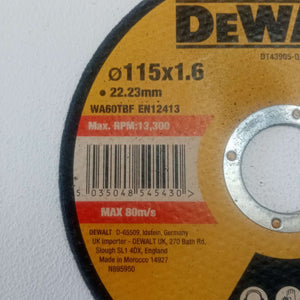 DEWA
DT43905-
ø115x1.6
• 22.23mm
WA60TBF EN12413
Max. RPM:13,300
5 035048 545430 >
MAX 80m/s
DEWALT D-65509, Idstein, Germany
UK Importer - DEWALT UK, 270 Bath Rd,
Slough SL1 4DX, England
Made in Morocco 14927
N895950